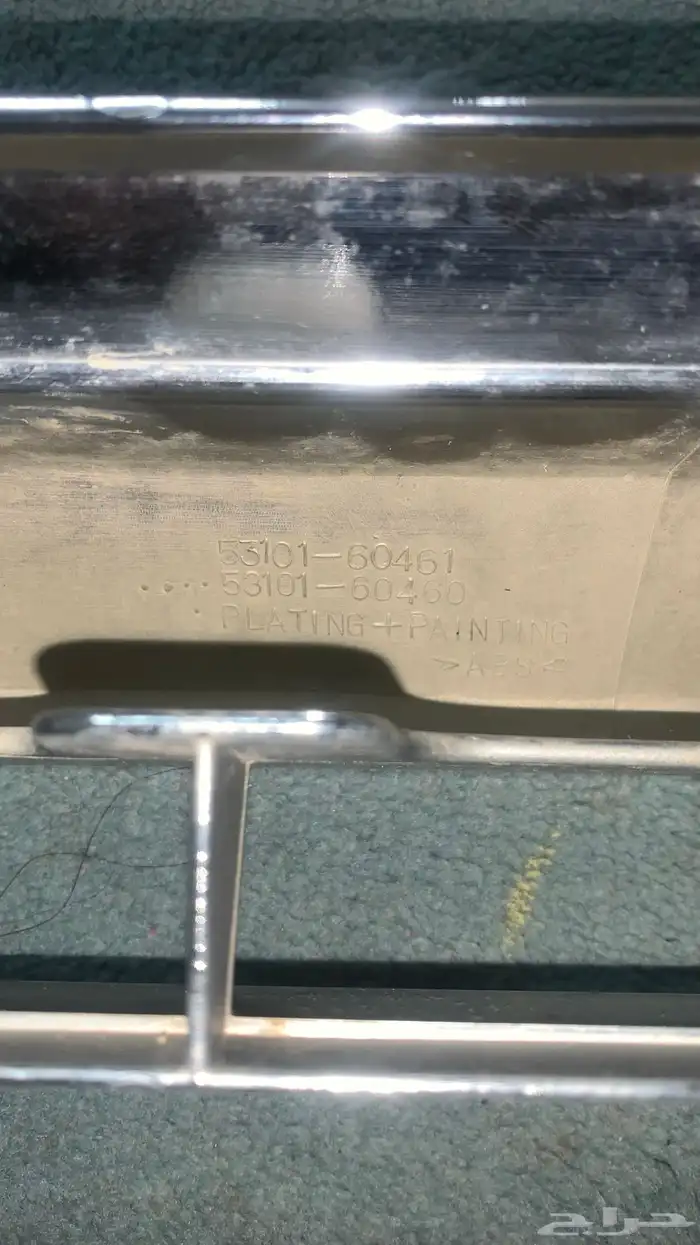 53101-60461
53101-60460
PLATING+PAINTING
>ABS<
حراج